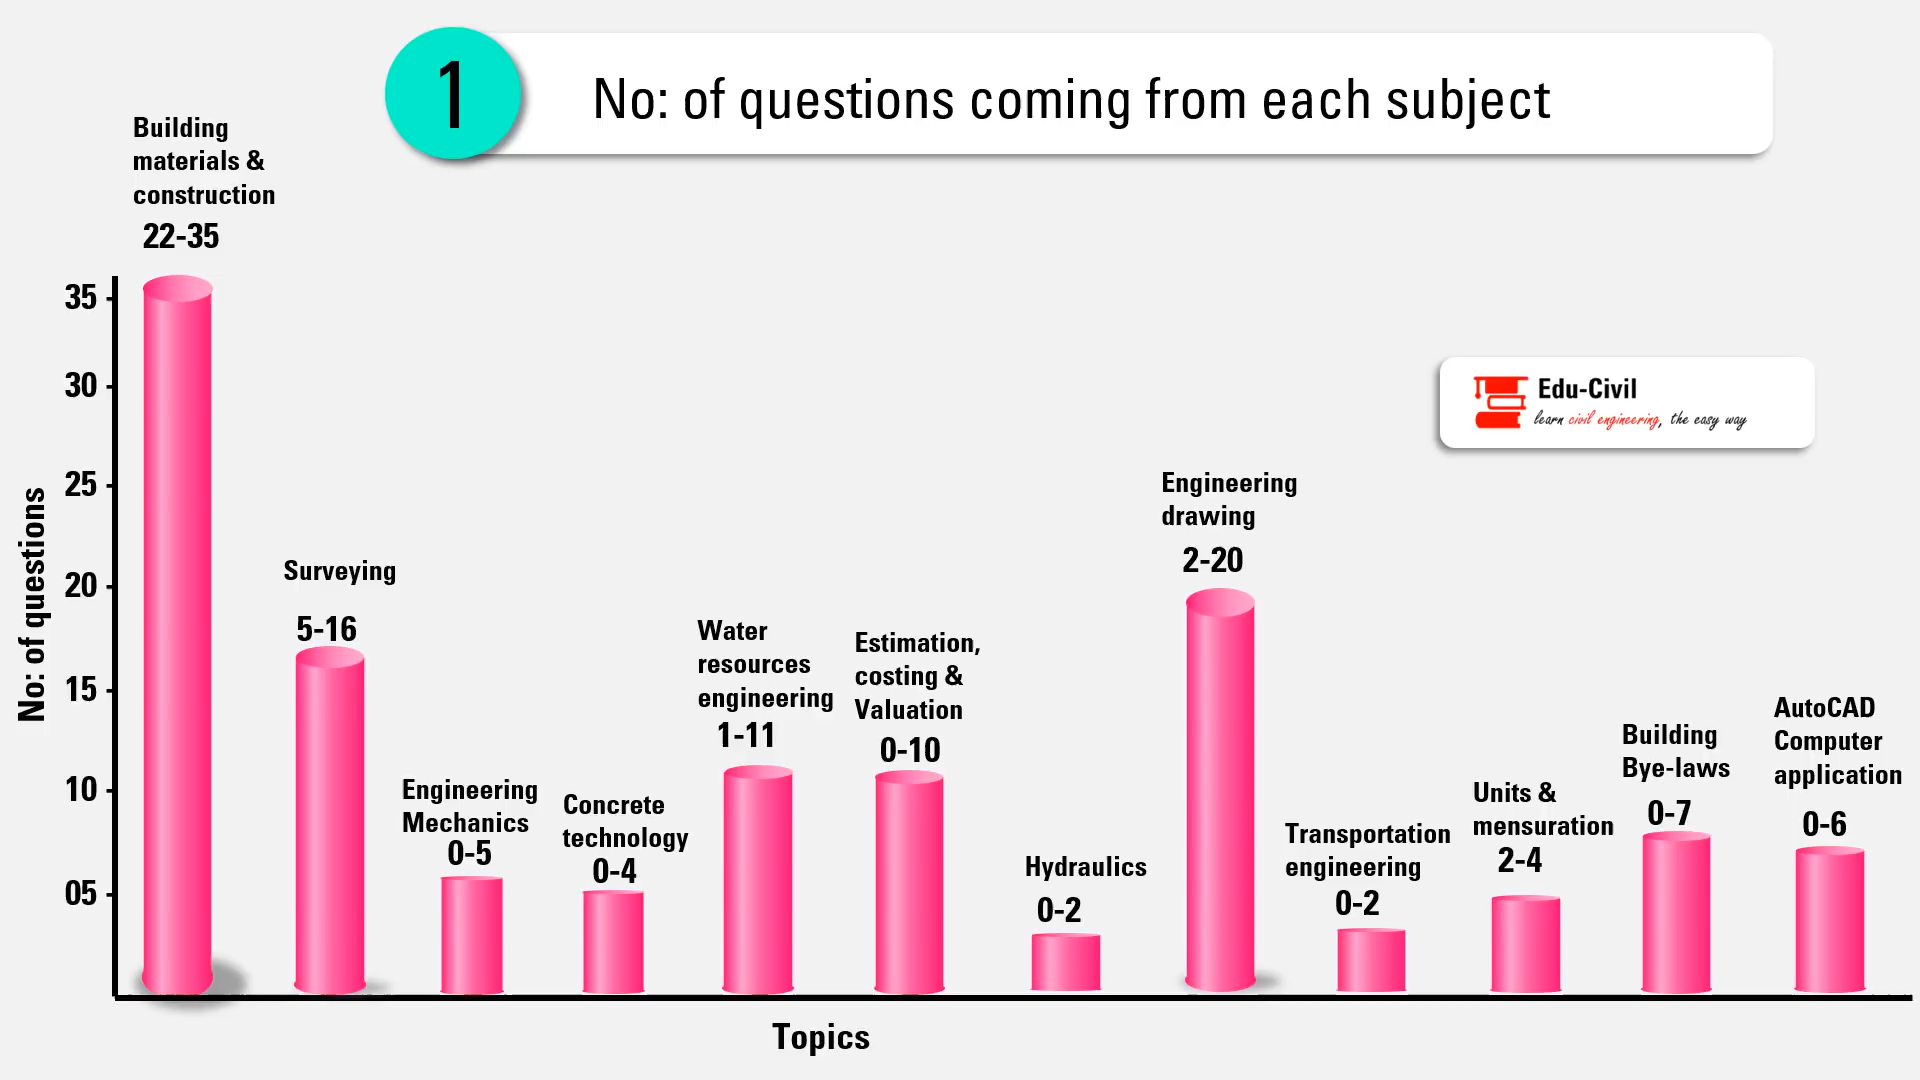 1
No: of questions coming from each subject
Building
materials &
construction
22-35
Surveying
5-16
Engineering
Mechanics
0-5
Concrete
technology
0-4
Water
resources
engineering
1-11
Estimation,
costing &
Valuation
0-10
Hydraulics
0-2
Engineering
drawing
2-20
Transportation
engineering
0-2
Units &
mensuration
2-4
Building
Bye-laws
0-7
AutoCAD
Computer
application
0-6
Edu-Civil
learn civil engineering, the easy way
No: of questions
35
30
25
20
15
10
05
Topics